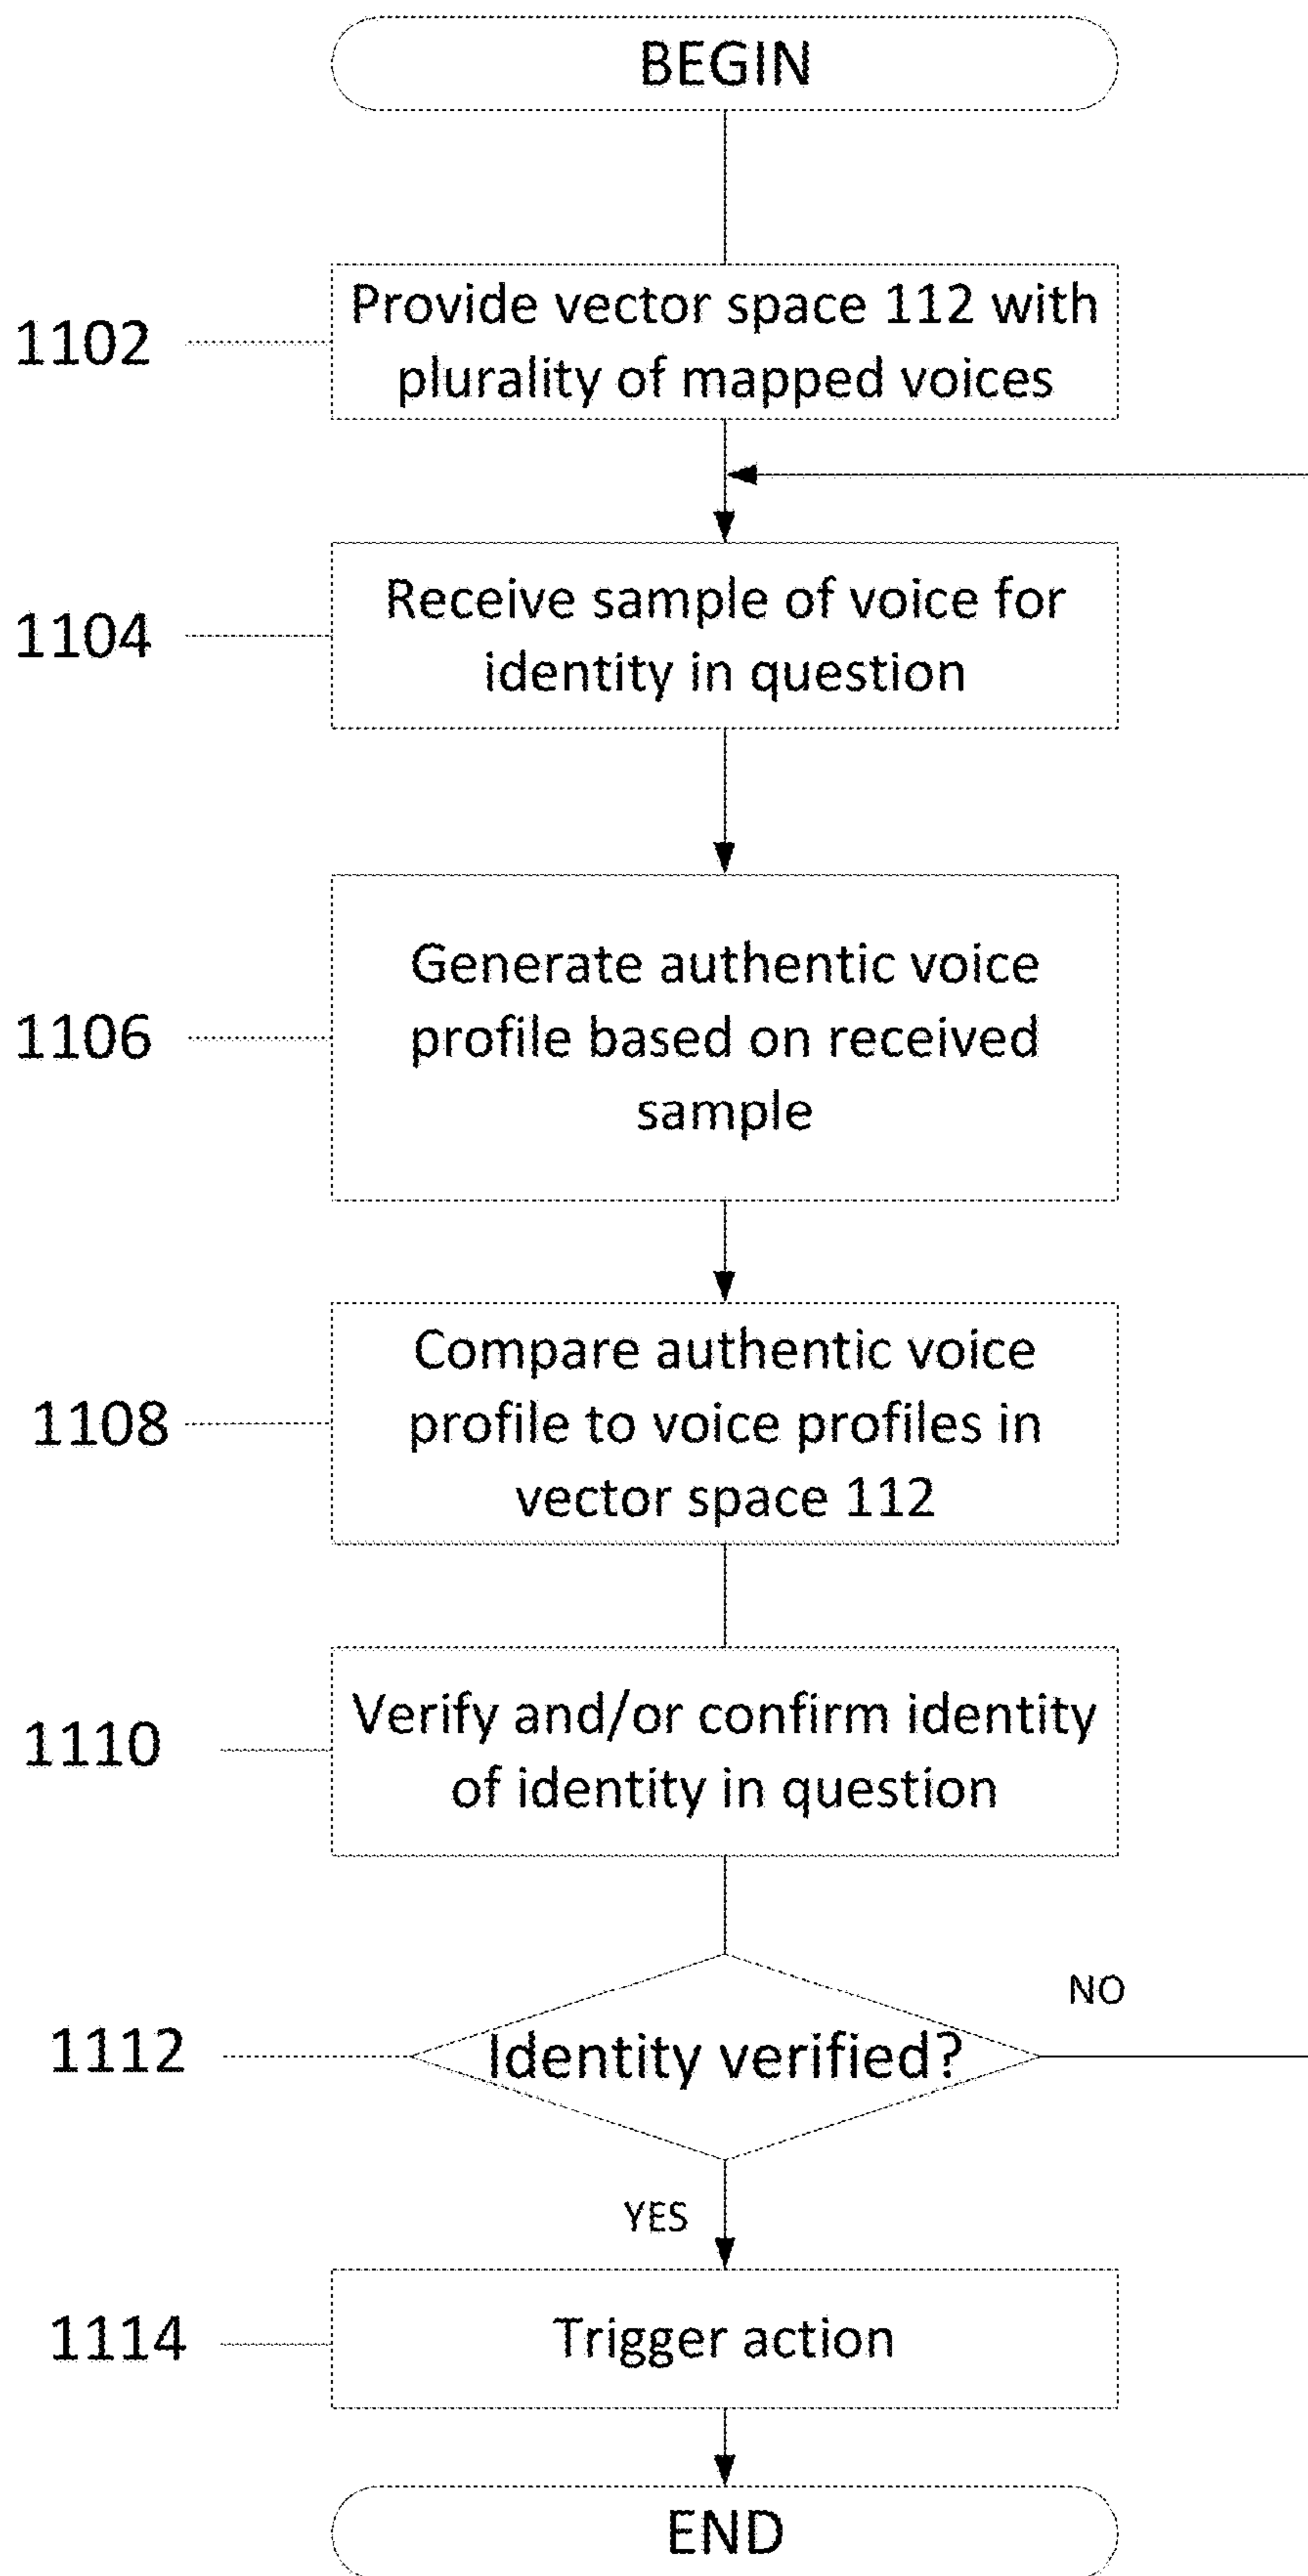 BEGIN
1102
Provide vector space 112 with
plurality of mapped voices
1104
Receive sample of voice for
identity in question
1106
Generate authentic voice
profile based on received
sample
1108
Compare authentic voice
profile to voice profiles in
vector space 112
1110
Verify and/or confirm identity
of identity in question
1112
Identity verified?
NO
YES
1114
Trigger action
END